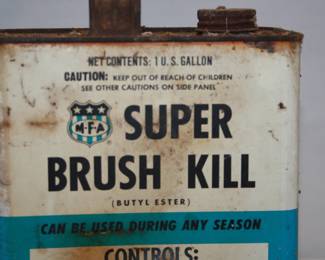 NET CONTENTS: 1 U.S. GALLON
CAUTION: KEEP OUT OF REACH OF CHILDREN
SEE OTHER CAUTIONS ON SIDE PANEL
MFA
SUPER
BRUSH KILL
(BUTYL ESTER)
CAN BE USED DURING ANY SEASON
CONTROLS: